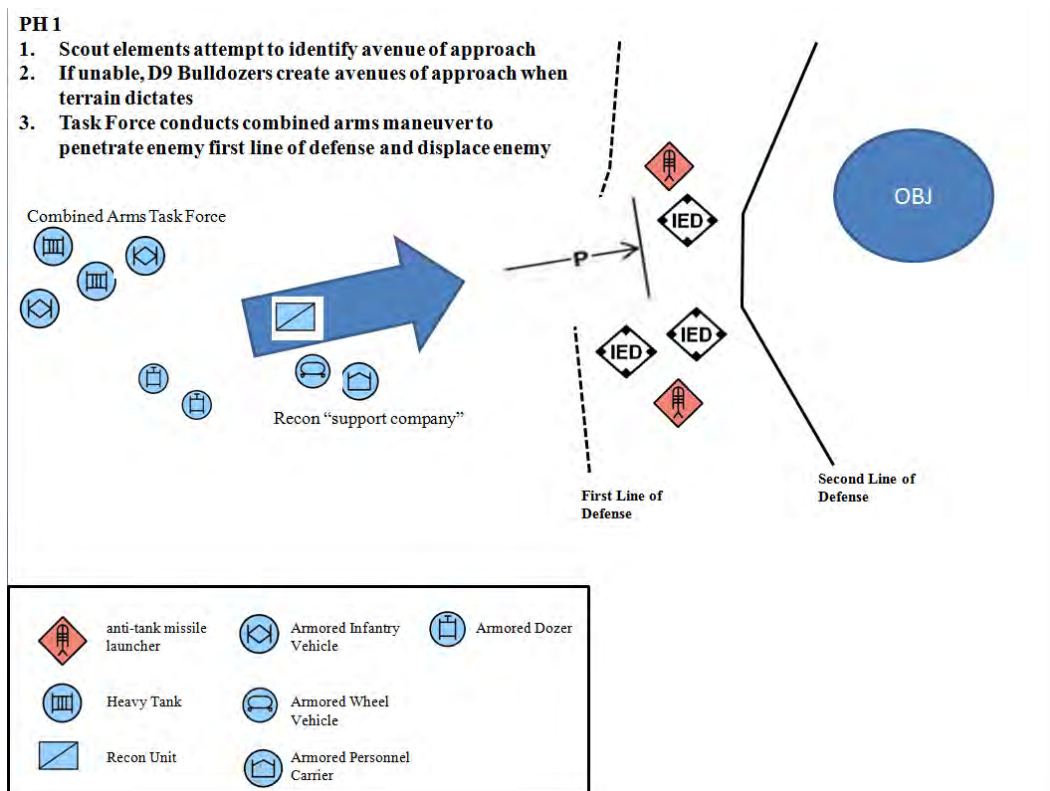 PH 1
1. Scout elements attempt to identify avenue of approach
2. If unable, D9 Bulldozers create avenues of approach when
terrain dictates
3. Task Force conducts combined arms maneuver to
penetrate enemy first line of defense and displace enemy
Combined Arms Task Force
Recon “support company”
P
IED
IED
IED
OBJ
First Line of
Defense
Second Line of
Defense
anti-tank missile
launcher
Armored Infantry
Vehicle
Armored Dozer
Heavy Tank
Armored Wheel
Vehicle
Recon Unit
Armored Personnel
Carrier